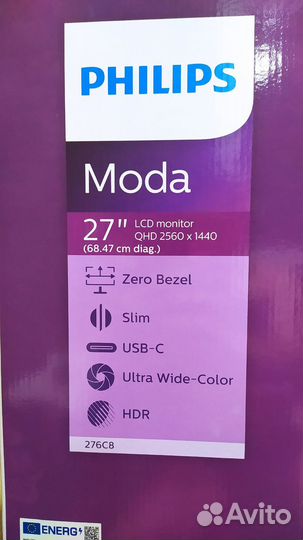 PHILIPS
Moda
27" LCD monitor
QHD 2560 x 1440
(68.47 cm diag.)
Zero Bezel
Slim
USB-C
Ultra Wide-Color
HDR
276C8
ENERG
Avito